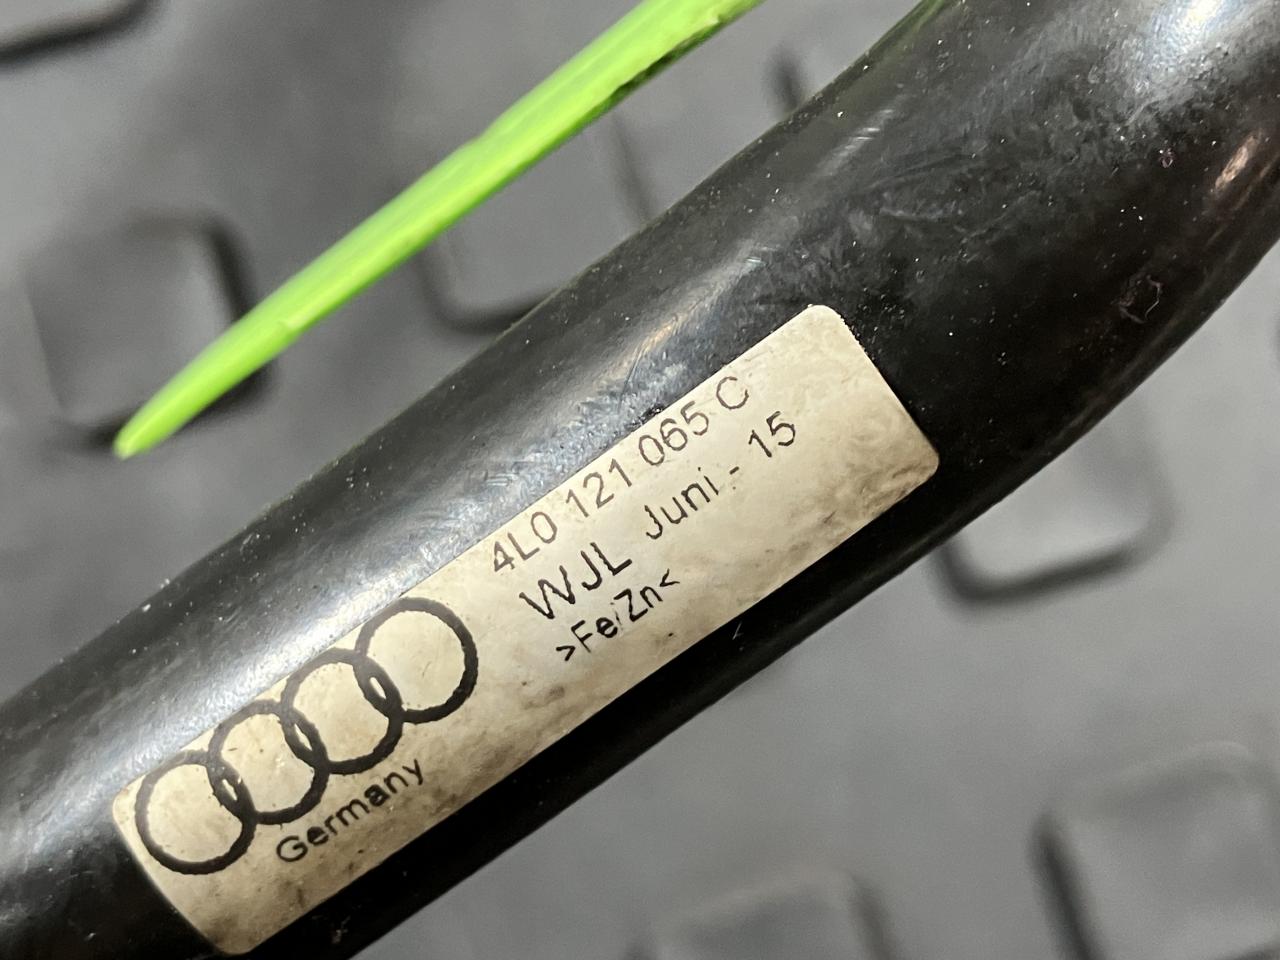 4L0 121 065 C
WJL Juni - 15
>Fe/Zn<
Germany